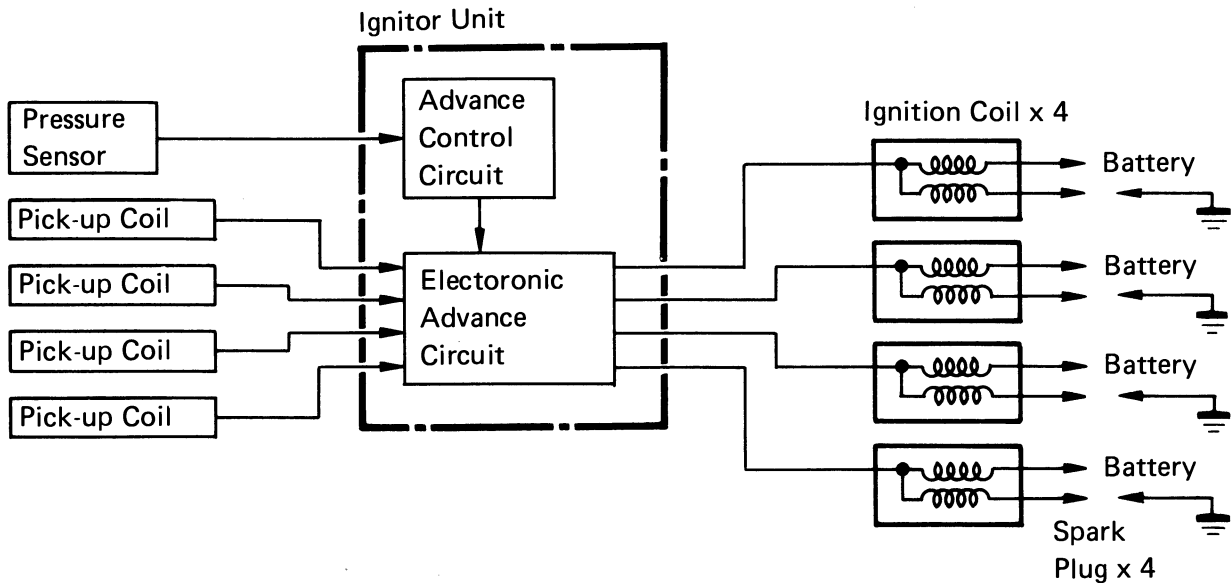 Ignitor Unit
Pressure
Sensor
Advance
Control
Circuit
Ignition Coil x 4
Pick-up Coil
Pick-up Coil
Pick-up Coil
Pick-up Coil
Electoronic
Advance
Circuit
Battery
Battery
Battery
Battery
Spark
Plug x 4